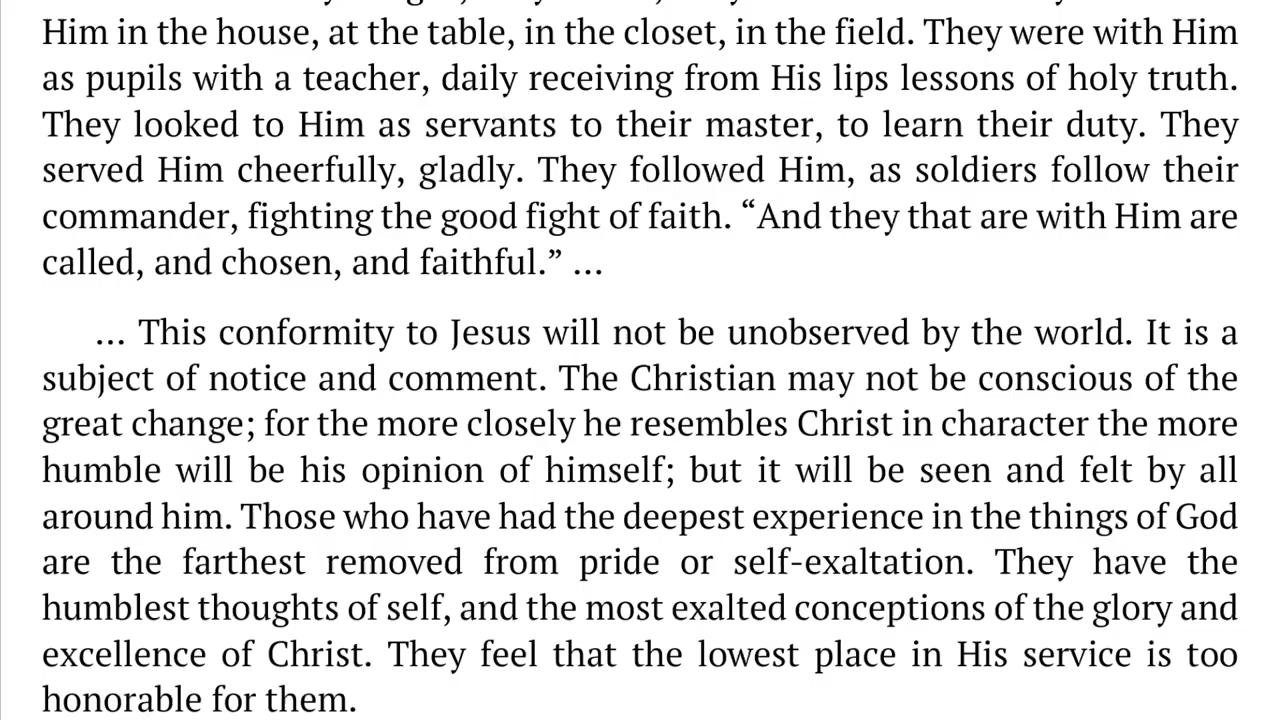 Him in the house, at the table, in the closet, in the field. They were with Him
as pupils with a teacher, daily receiving from His lips lessons of holy truth.
They looked to Him as servants to their master, to learn their duty. They
served Him cheerfully, gladly. They followed Him, as soldiers follow their
commander, fighting the good fight of faith. “And they that are with Him are
called, and chosen, and faithful.” ...
... This conformity to Jesus will not be unobserved by the world. It is a
subject of notice and comment. The Christian may not be conscious of the
great change; for the more closely he resembles Christ in character the more
humble will be his opinion of himself; but it will be seen and felt by all
around him. Those who have had the deepest experience in the things of God
are the farthest removed from pride or self-exaltation. They have the
humblest thoughts of self, and the most exalted conceptions of the glory and
excellence of Christ. They feel that the lowest place in His service is too
honorable for them.